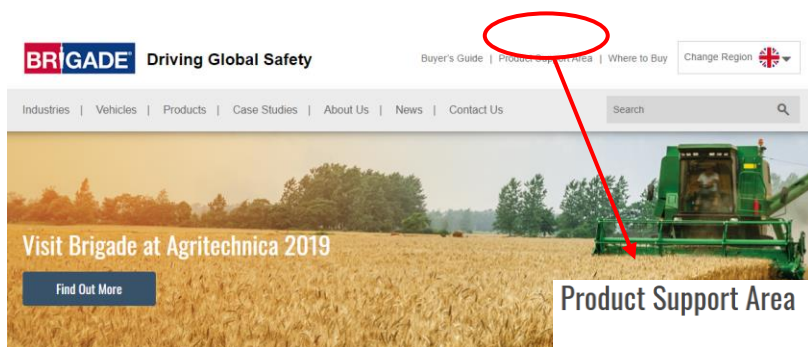 BRIGADE Driving Global Safety
Buyer's Guide | Product Support Area | Where to Buy
Change Region
Industries | Vehicles | Products | Case Studies | About Us | News | Contact Us
Search
Visit Brigade at Agritechnica 2019
Find Out More
Product Support Area